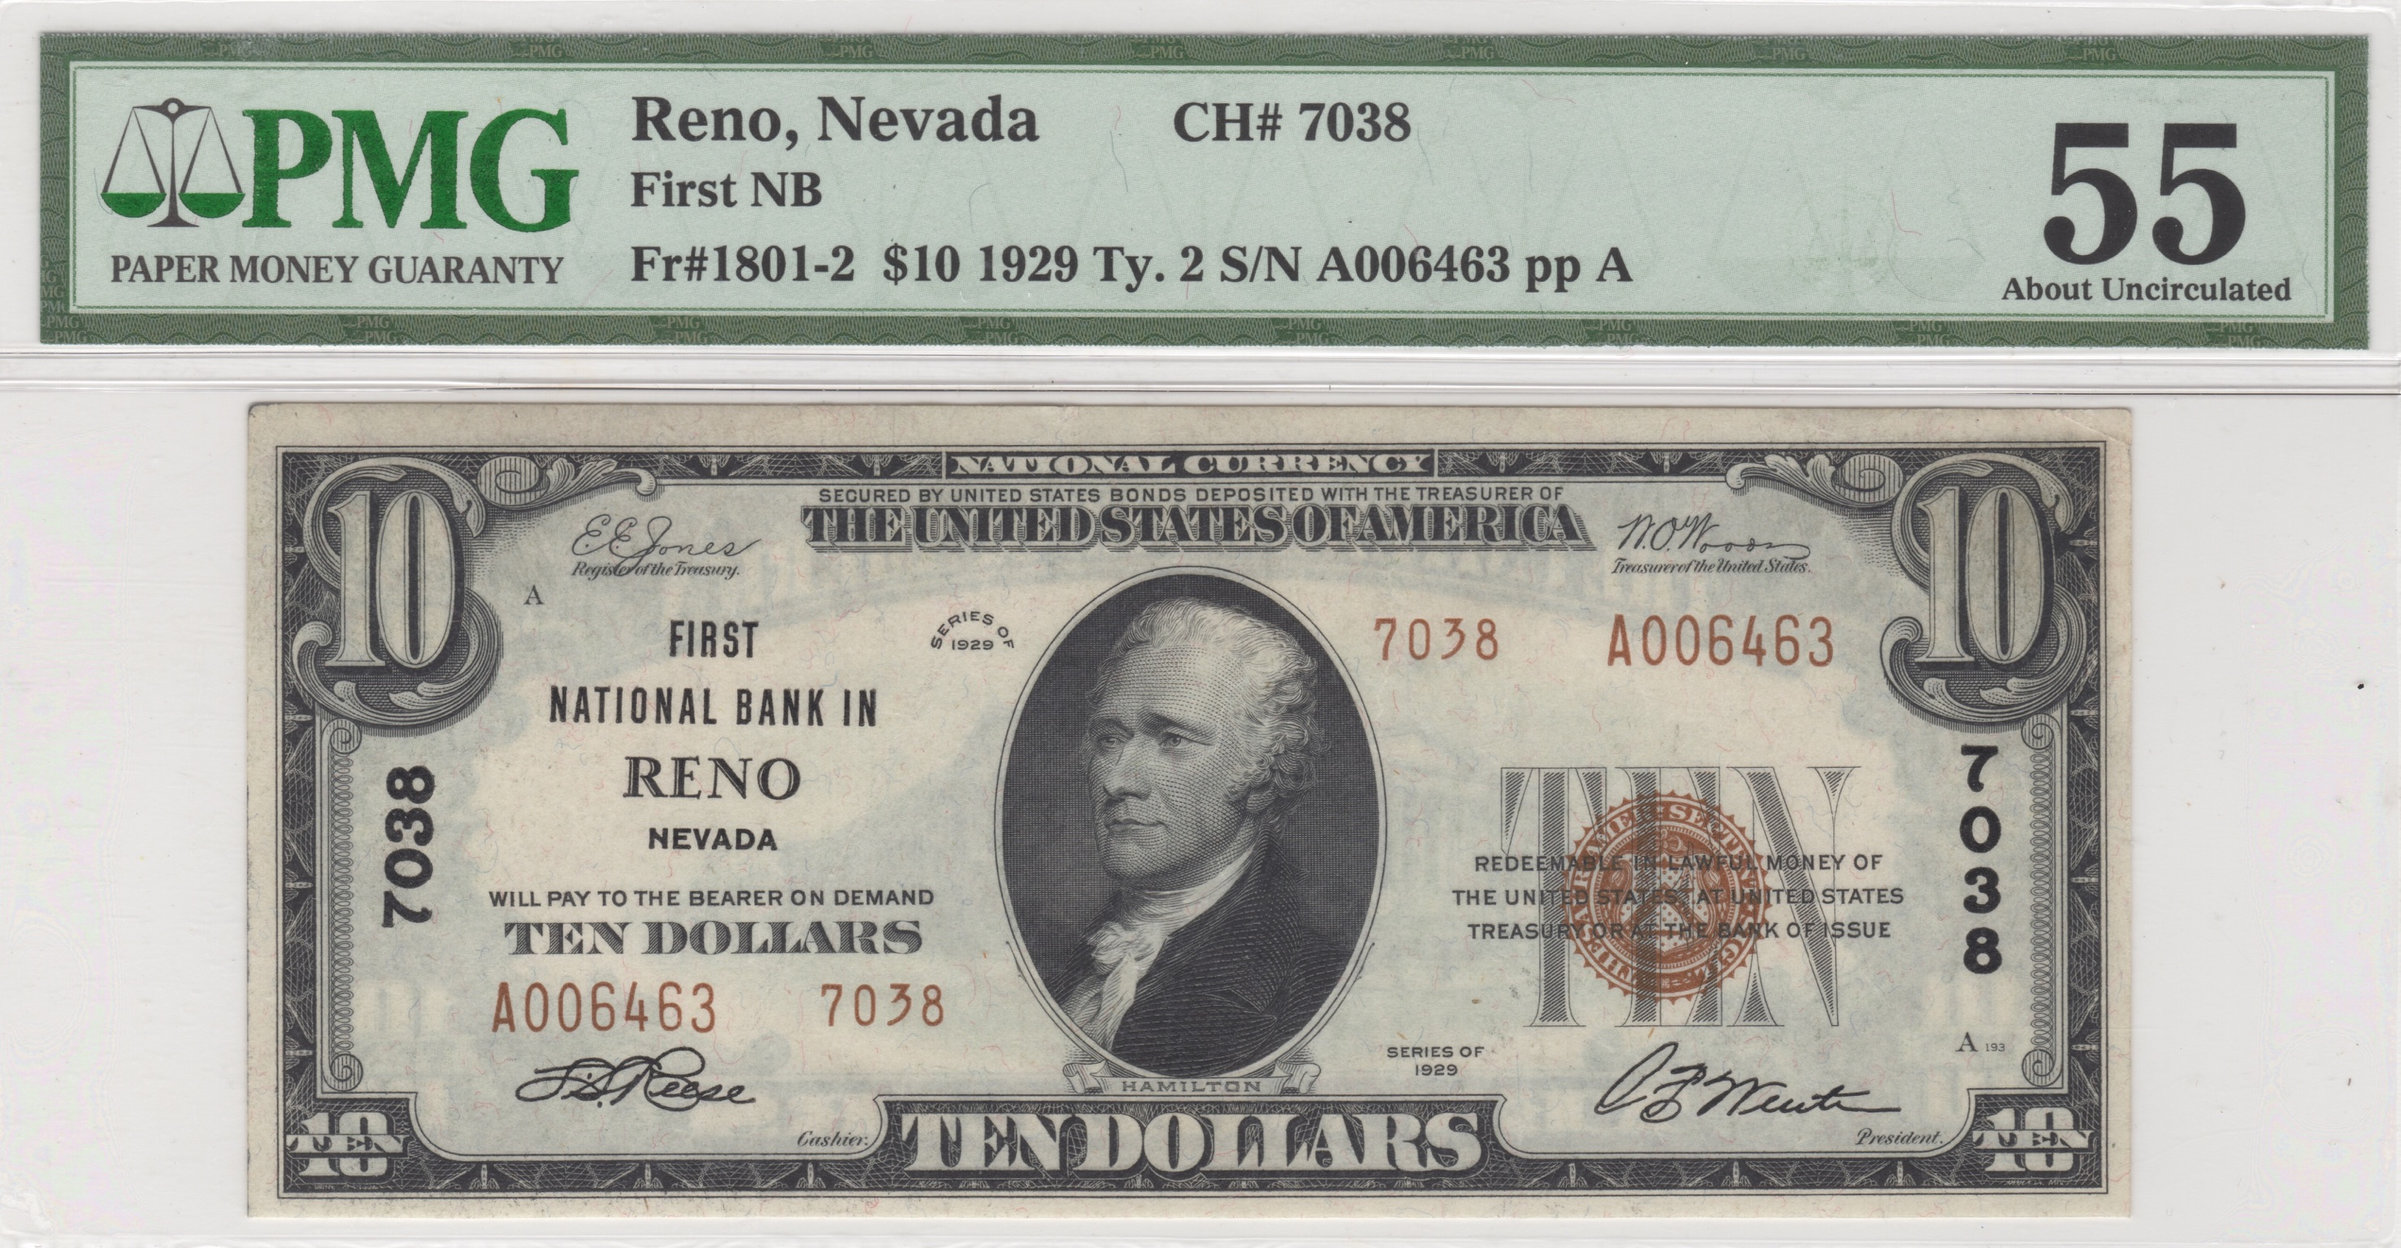 PMG
PAPER MONEY GUARANTY
Reno, Nevada CH# 7038
First NB
Fr#1801-2 $10 1929 Ty. 2 S/N A006463 pp A
55
About Uncirculated
NATIONAL CURRENCY
SECURED BY UNITED STATES BONDS DEPOSITED WITH THE TREASURER OF
THE UNITED STATES OF AMERICA
10
10
E.E. Jones
Register of the Treasury.
W.O. Woods
Treasurer of the United States.
A
FIRST
NATIONAL BANK IN
RENO
NEVADA
SERIES OF
1929
7038 A006463
7038
7038
WILL PAY TO THE BEARER ON DEMAND
TEN DOLLARS
A006463 7038
TEN
REDEEMABLE IN LAWFUL MONEY OF
THE UNITED STATES AT UNITED STATES
TREASURY OR AT THE BANK OF ISSUE
HAMILTON
SERIES OF
1929
A 193
Cashier.
President.
10
TEN
TEN DOLLARS
10
TEN